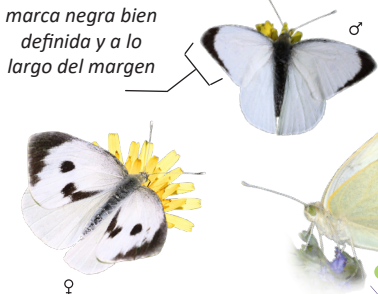 marca negra bien
definida y a lo
largo del margen
♂
♀